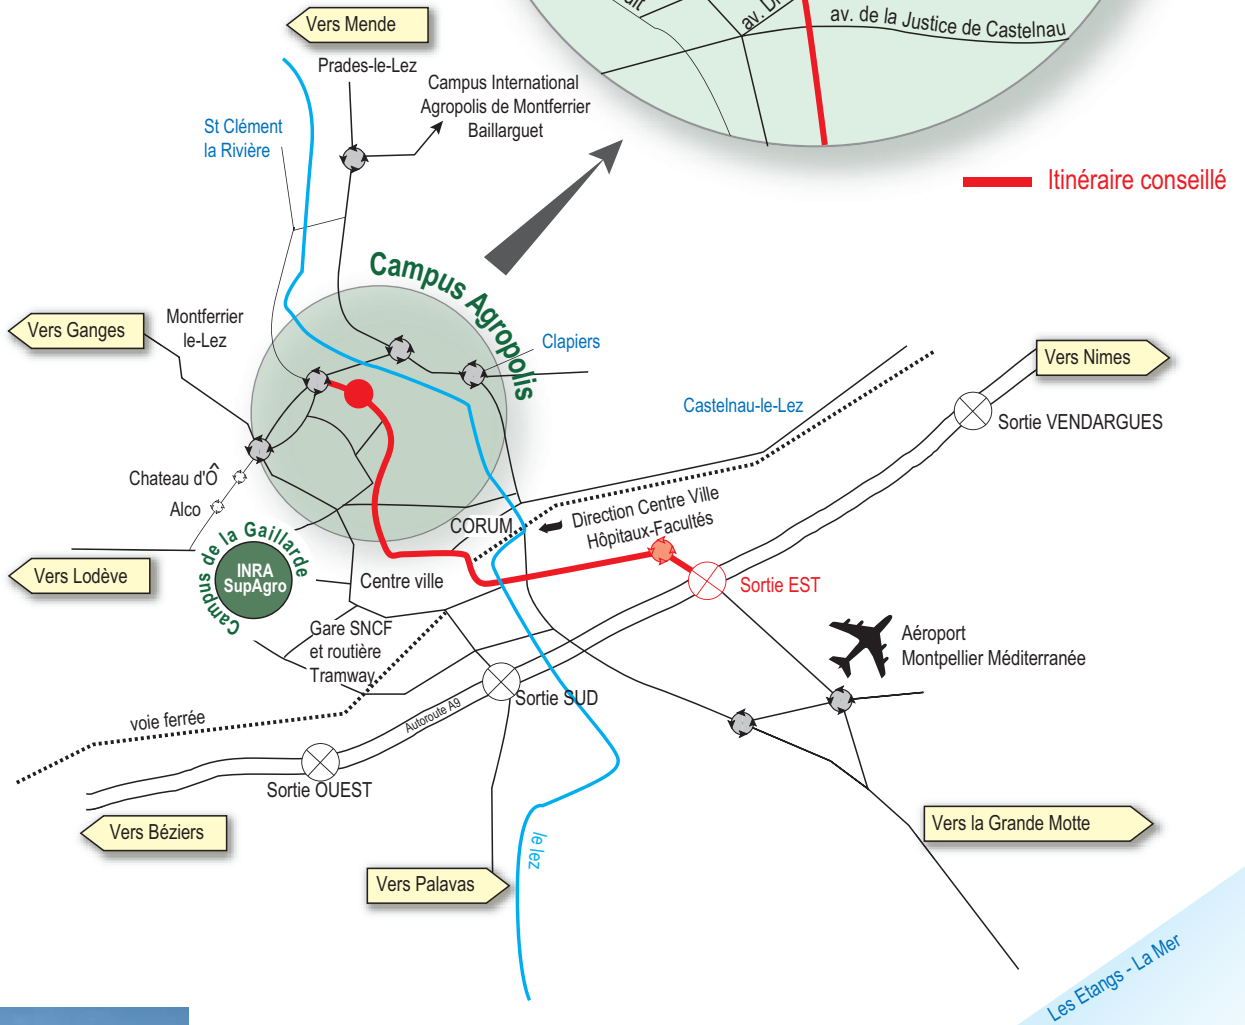 av. de la Justice de Castelnau
Vers Mende
Prades-le-Lez
Campus International
Agropolis de Montferrier
Baillarguet
St Clément
la Rivière
Itinéraire conseillé
Campus Agropolis
Vers Ganges
Montferrier
le-Lez
Clapiers
Vers Nimes
Castelnau-le-Lez
Sortie VENDARGUES
Chateau d'Ô
Alco
CORUM
Direction Centre Ville
Hôpitaux-Facultés
Campus de la Gaillarde
INRA
SupAgro
Vers Lodève
Centre ville
Sortie EST
Gare SNCF
et routière
Tramway
Aéroport
Montpellier Méditerranée
Sortie SUD
voie ferrée
Autoroute A9
Sortie OUEST
Vers Béziers
le lez
Vers la Grande Motte
Vers Palavas
Les Etangs - La Mer